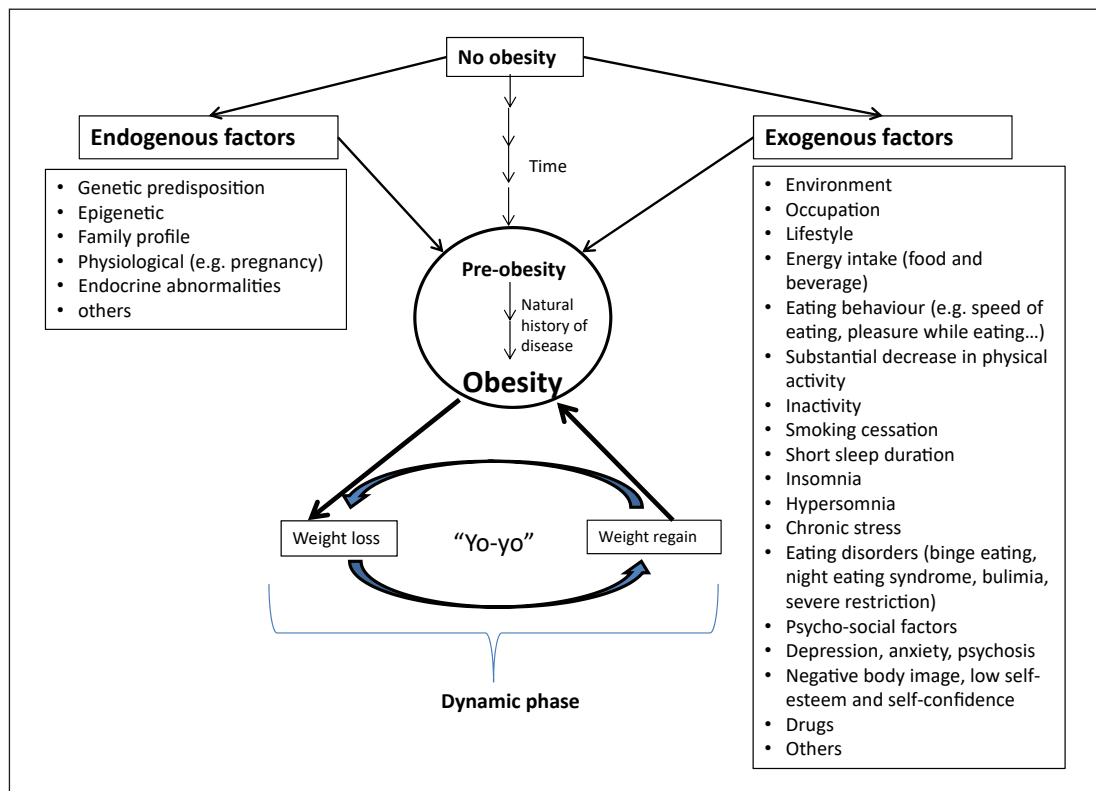 No obesity
Endogenous factors
Exogenous factors
• Genetic predisposition
• Epigenetic
• Family profile
• Physiological (e.g. pregnancy)
• Endocrine abnormalities
• others
Time
Pre-obesity
Natural
history of
disease
Obesity
Weight loss
"Yo-yo"
Weight regain
Dynamic phase
• Environment
• Occupation
• Lifestyle
• Energy intake (food and
beverage)
• Eating behaviour (e.g. speed of
eating, pleasure while eating…)
• Substantial decrease in physical
activity
• Inactivity
• Smoking cessation
• Short sleep duration
• Insomnia
• Hypersomnia
• Chronic stress
• Eating disorders (binge eating,
night eating syndrome, bulimia,
severe restriction)
• Psycho-social factors
• Depression, anxiety, psychosis
• Negative body image, low self-
esteem and self-confidence
• Drugs
• Others